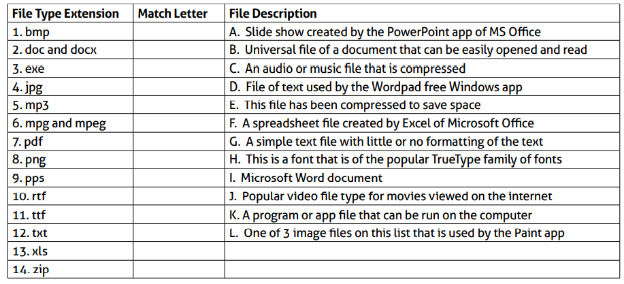 File Type Extension Match Letter File Description
1. bmp A. Slide show created by the PowerPoint app of MS Office
2. doc and docx B. Universal file of a document that can be easily opened and read
3. exe C. An audio or music file that is compressed
4. jpg D. File of text used by the Wordpad free Windows app
5. mp3 E. This file has been compressed to save space
6. mpg and mpeg F. A spreadsheet file created by Excel of Microsoft Office
7. pdf G. A simple text file with little or no formatting of the text
8. png H. This is a font that is of the popular TrueType family of fonts
9. pps I. Microsoft Word document
10. rtf J. Popular video file type for movies viewed on the internet
11. ttf K. A program or app file that can be run on the computer
12. txt L. One of 3 image files on this list that is used by the Paint app
13. xls
14. zip